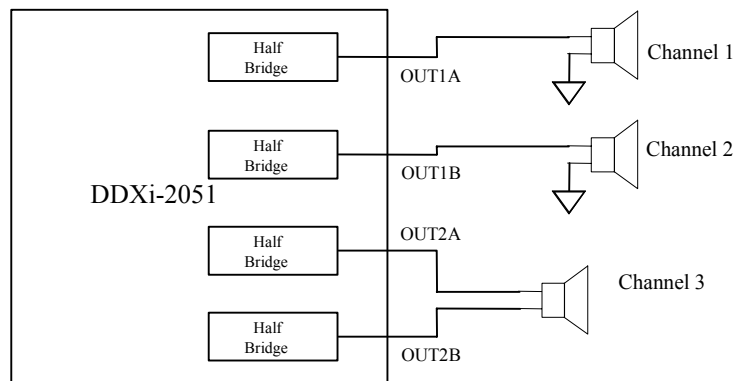 Half
Bridge
OUT1A
Channel 1
Half
Bridge
OUT1B
Channel 2
DDXi-2051
Half
Bridge
OUT2A
Channel 3
Half
Bridge
OUT2B